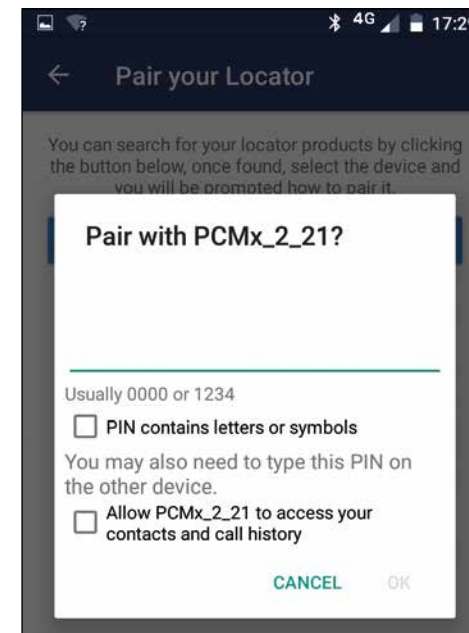 4G 17:29
Pair your Locator
You can search for your locator products by clicking
the button below, once found, select the device and
you will be prompted how to pair it.
Pair with PCMx_2_21?
Usually 0000 or 1234
PIN contains letters or symbols
You may also need to type this PIN on
the other device.
Allow PCMx_2_21 to access your
contacts and call history
CANCEL OK